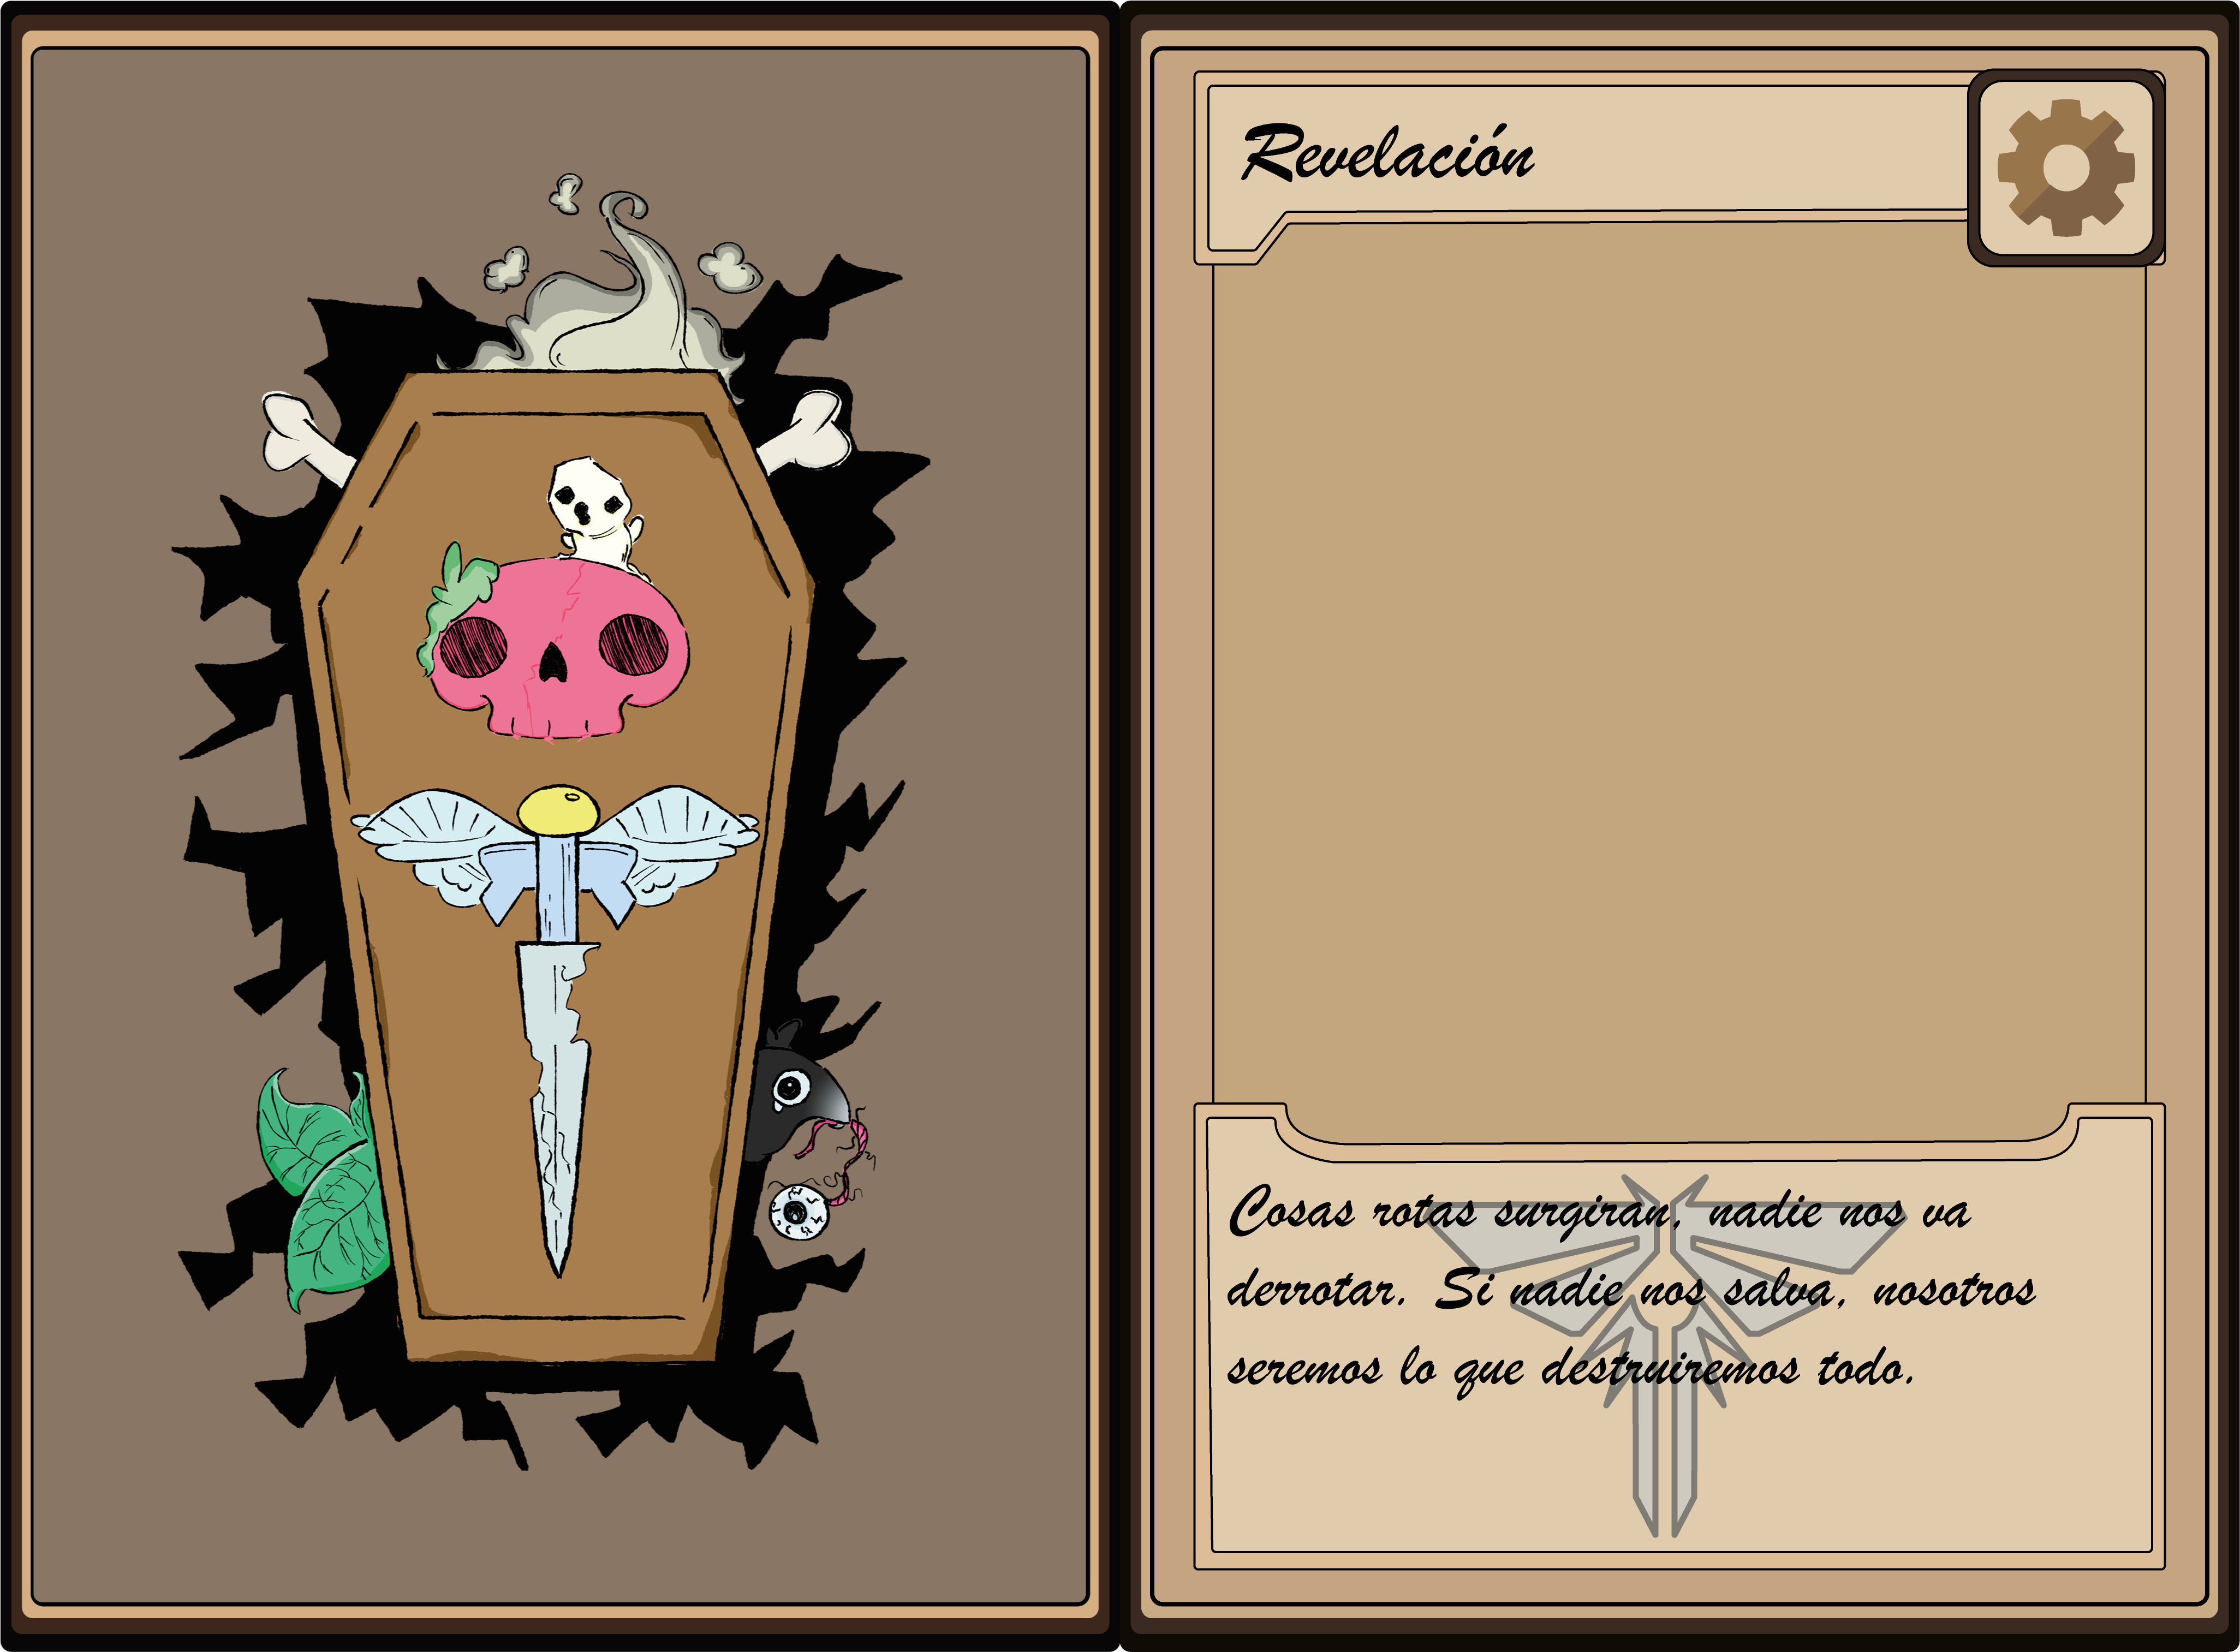 Revelación
Cosas rotas surgiran, nadie nos va
derrotar. Si nadie nos salva, nosotros
seremos lo que destruiremos todo.